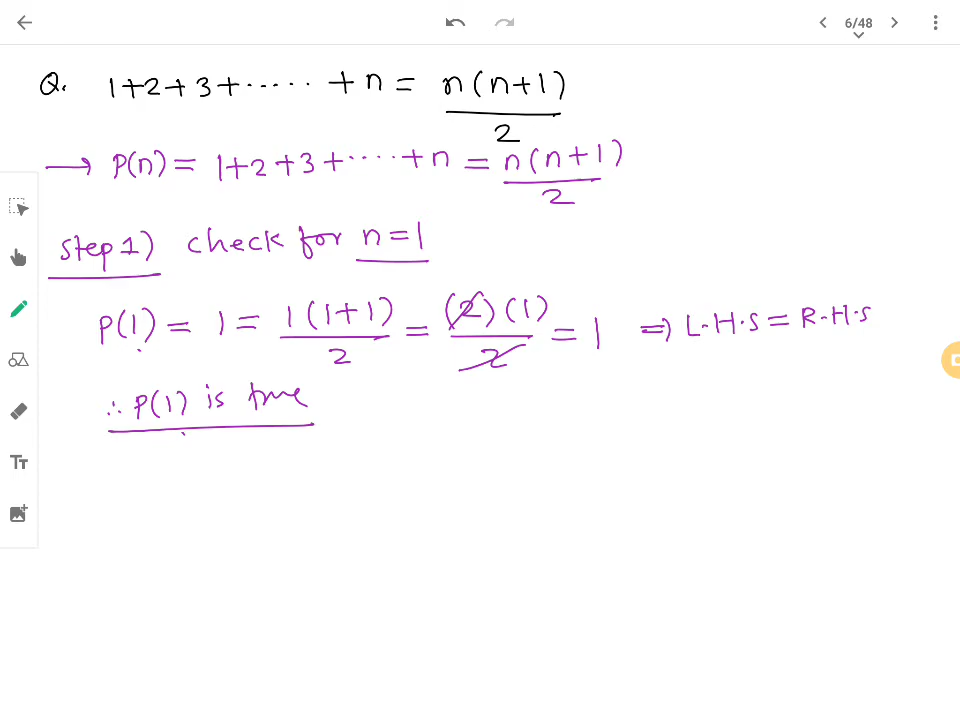 6/48
Q. 1+2+3+ ..... +n = n(n+1)/2
→ P(n) = 1+2+3+ .... +n = n(n+1)/2
step 1) check for n=1
P(1) = 1 = 1(1+1)/2 = (2)(1)/2 = 1 ⇒ L.H.S = R.H.S
∴ P(1) is true
Tт